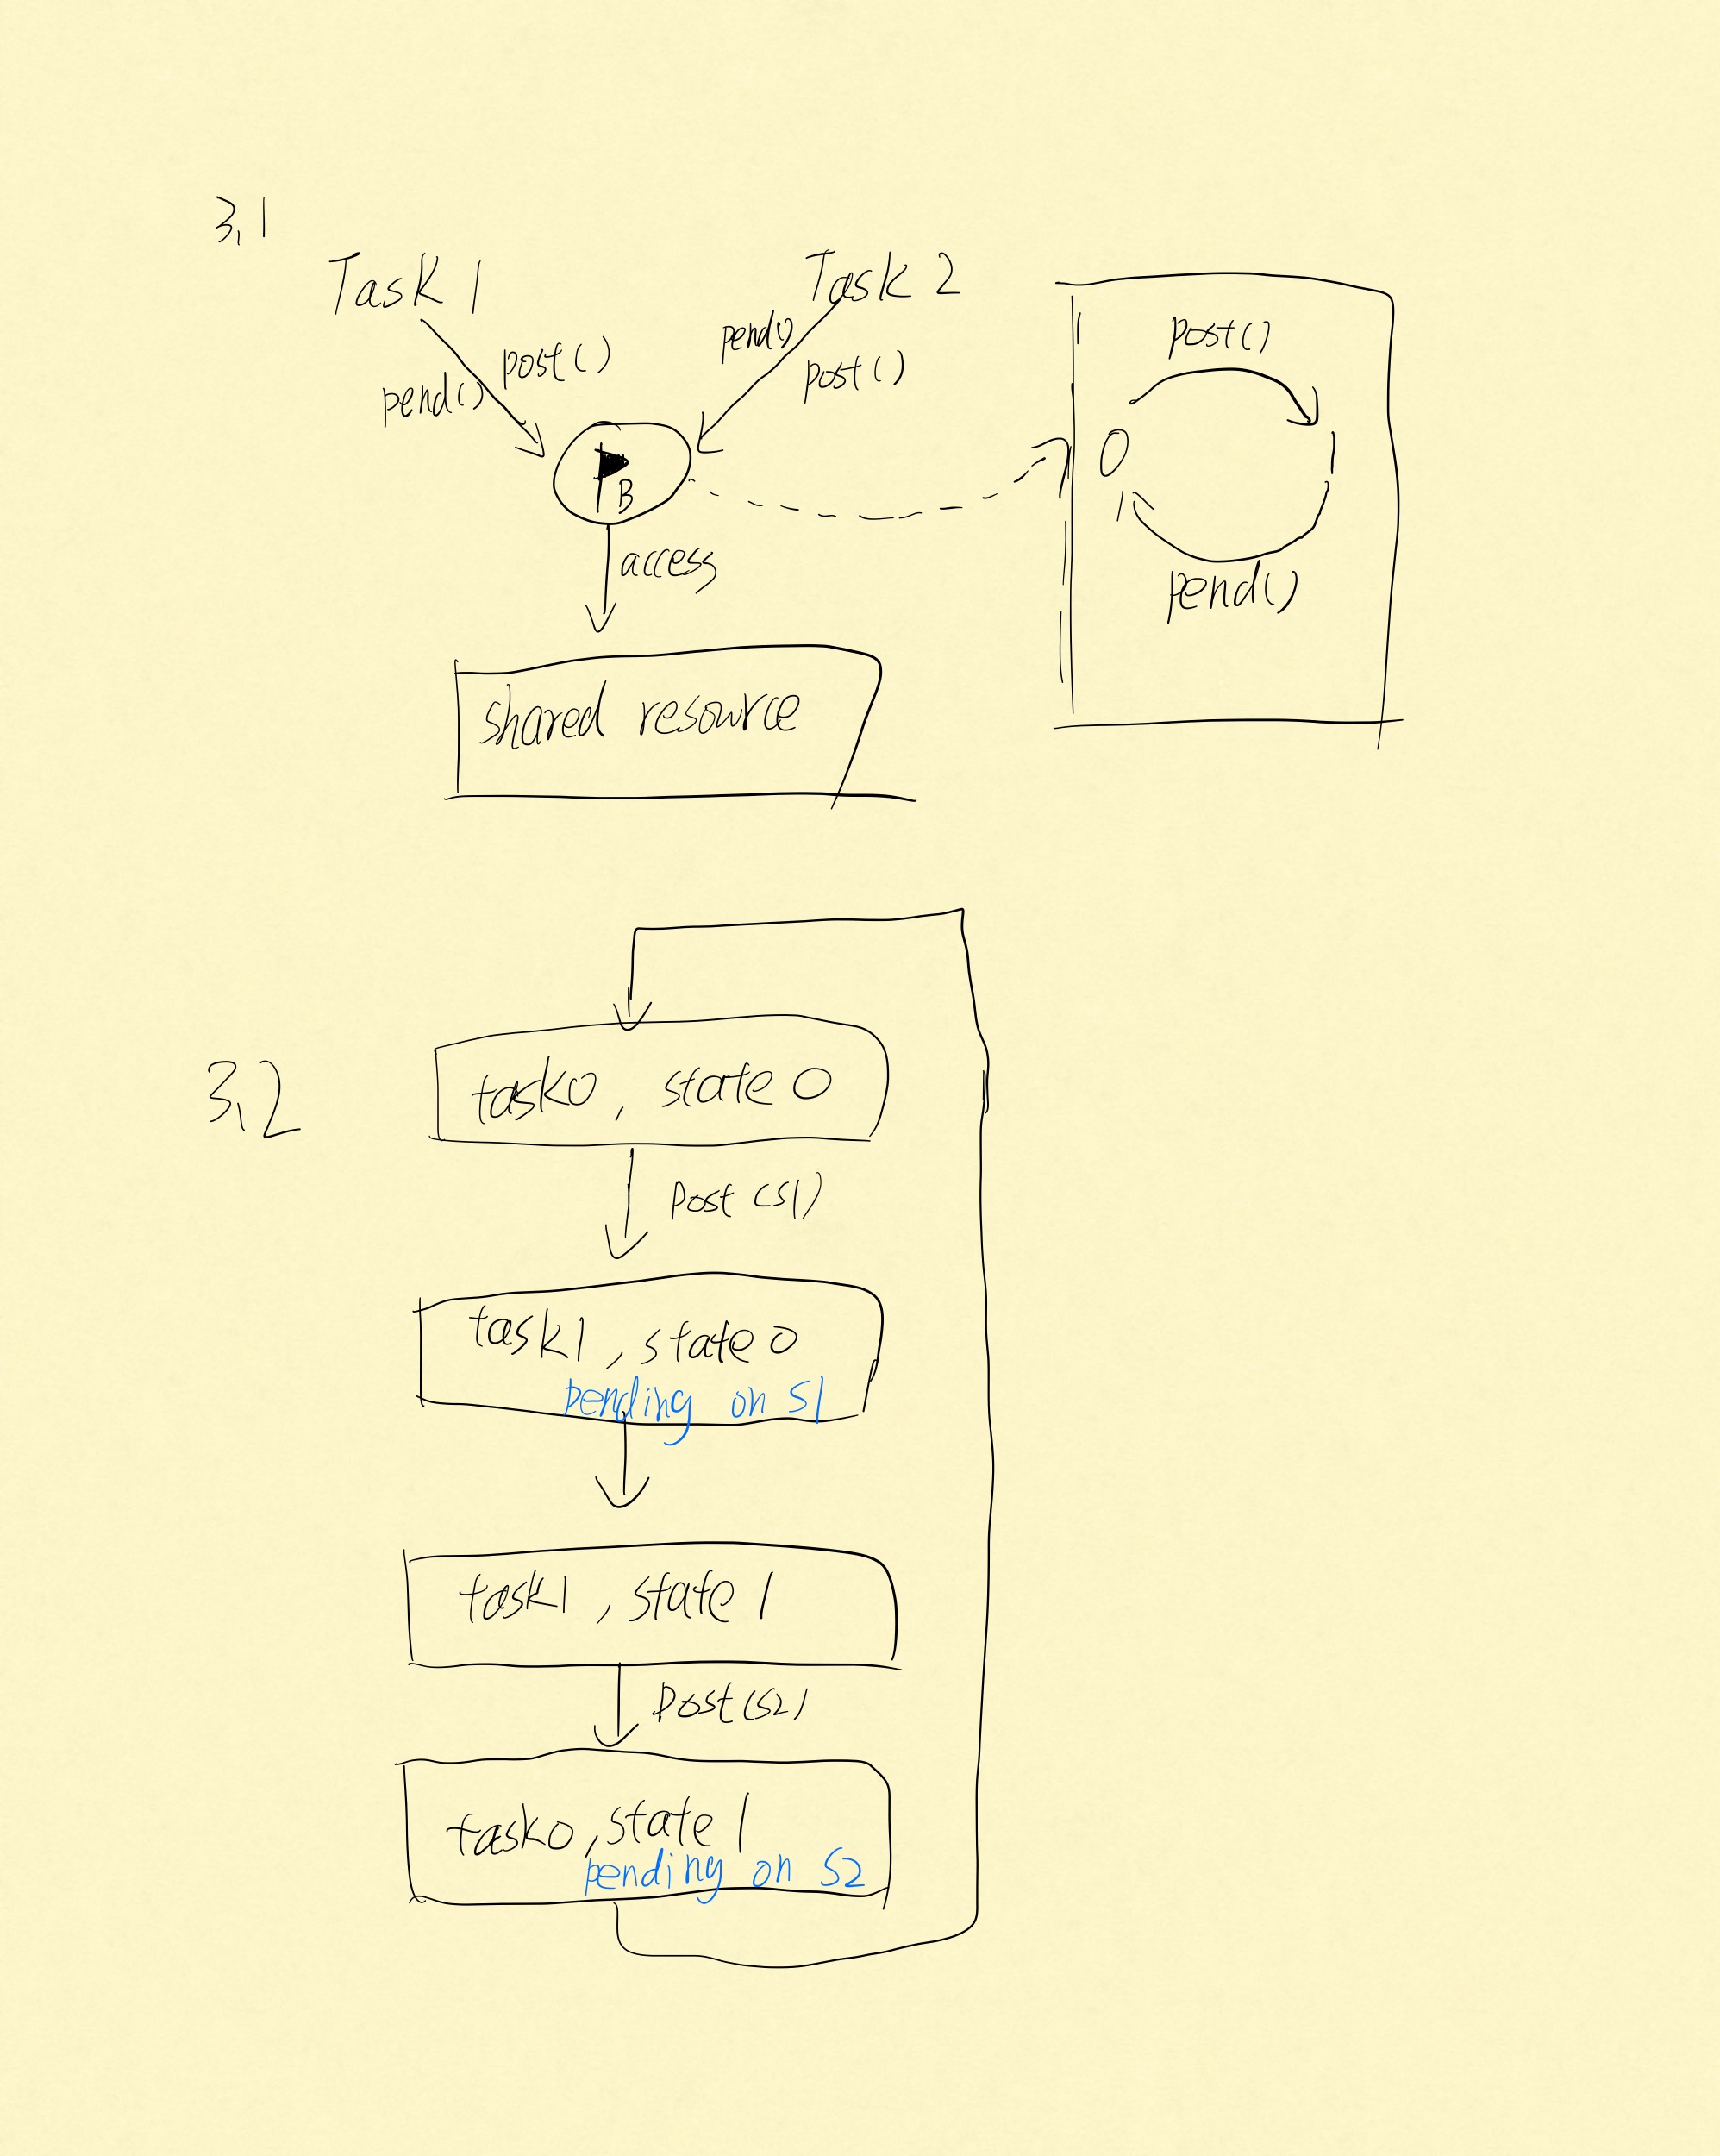 3,1
Task 1
Task 2
post()
pend()
post()
pend()
post()
pend()
0
1
B
access
pend()
shared resource
3,2
task0, state 0
Post (S1)
task1, state 0
pending on S1
task1, state 1
Post(S2)
task0, state 1
pending on S2